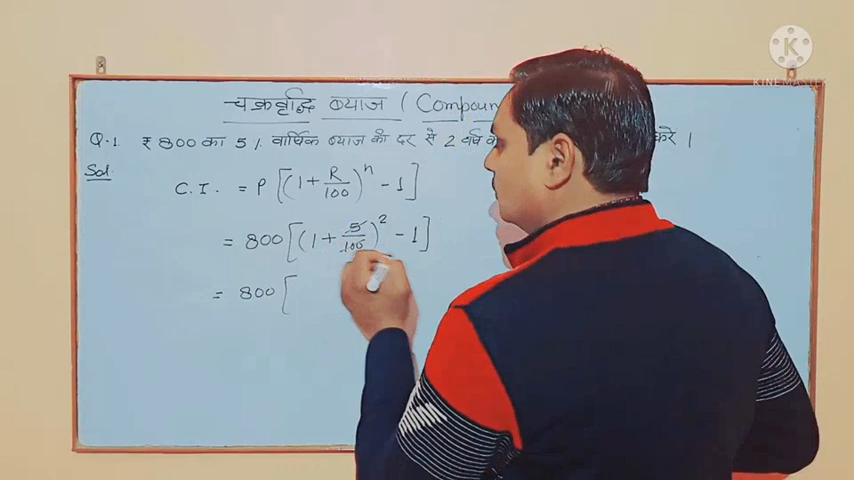 चक्रवृद्धि ब्याज (Compoun
Q.1 ₹ 800 का 5% वार्षिक ब्याज की दर से 2 वर्ष करे ।
Sol.
C.I. = P [(1 + R/100)^n - 1]
= 800 [(1 + 5/100)^2 - 1]
= 800 [
K
KINEMASTER